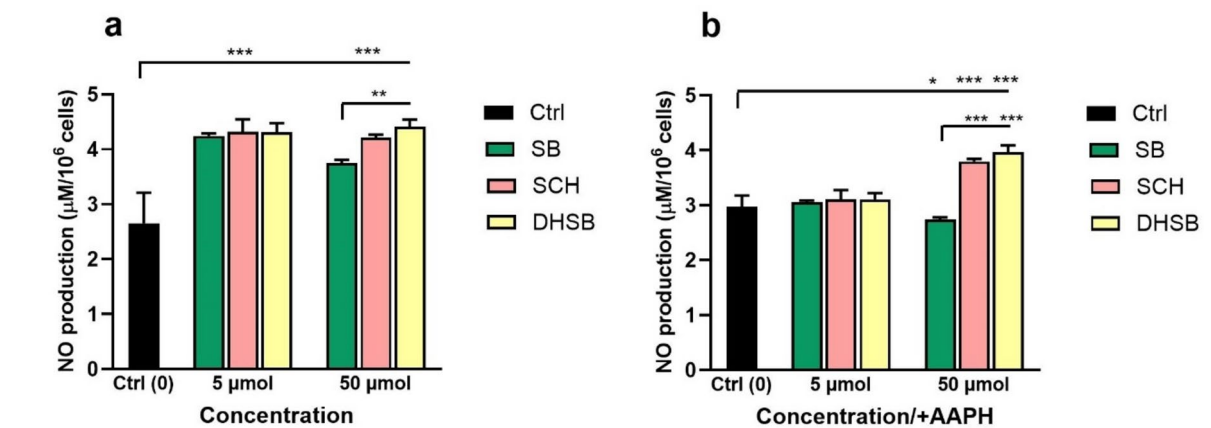 a
*** ***
**
NO production (µM/10⁶ cells)
5
4
3
2
1
0
Ctrl (0) 5 µmol 50 µmol
Concentration
Ctrl
SB
SCH
DHSB
b
* *** ***
*** ***
NO production (µM/10⁶ cells)
5
4
3
2
1
0
Ctrl (0) 5 µmol 50 µmol
Concentration/+AAPH
Ctrl
SB
SCH
DHSB